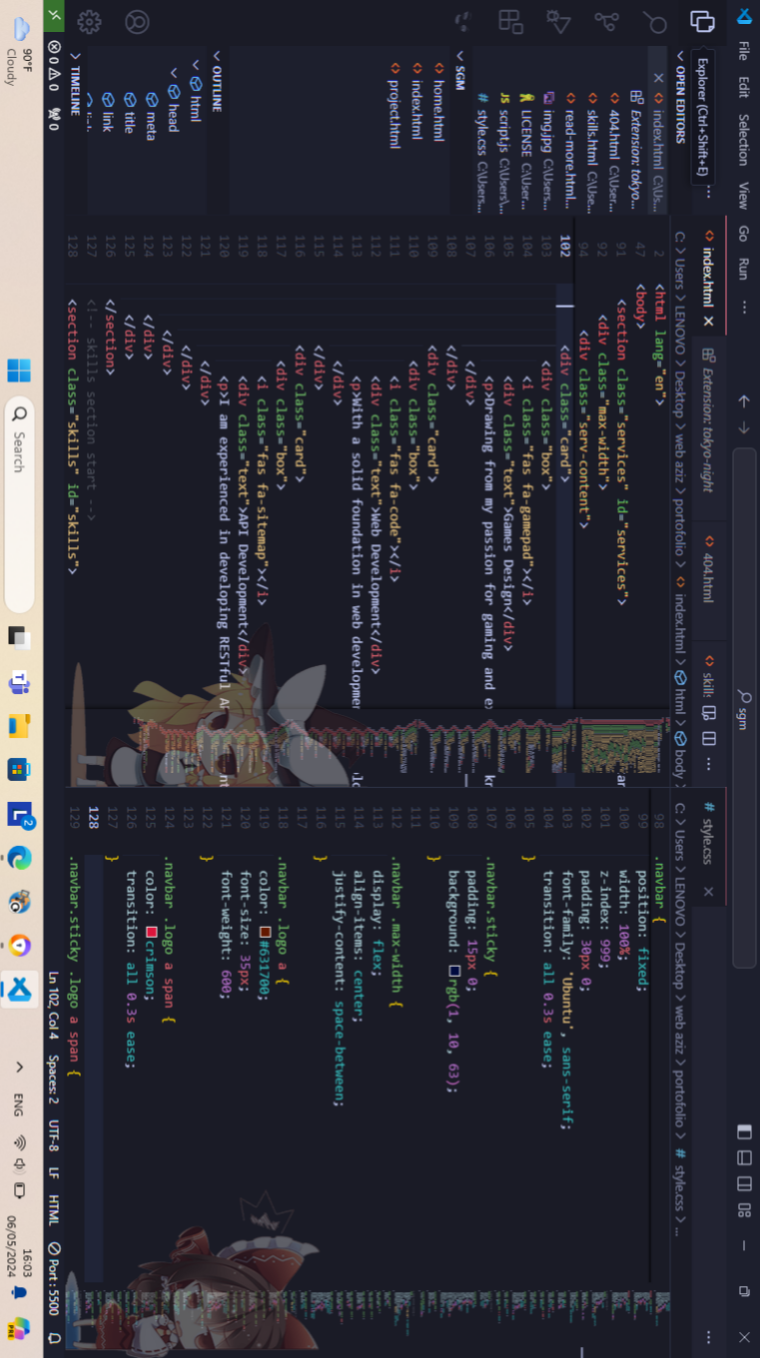 File Edit Selection View Go Run ...
sgm
Explorer (Ctrl+Shift+E)
OPEN EDITORS
index.html C:\Us...
Extension: tokyo...
404.html C:\User...
skills.html C:\Use...
read-more.html...
img.jpg C:\Users...
LICENSE C:\User...
script.js C:\Users\...
style.css C:\Users...
SGM
home.html
index.html
project.html
OUTLINE
html
head
meta
title
link
TIMELINE
index.html
Extension: tokyo-night
404.html
skill
C: > Users > LENOVO > Desktop > web aziz > portofolio > index.html > html > body >
2 <html lang="en">
47 <body>
91 <section class="services" id="services">
92 <div class="max-width">
94 <div class="serv-content">
102 <div class="card">
103 <div class="box">
104 <i class="fas fa-gamepad"></i>
105 <div class="text">Games Design</div>
106 <p>Drawing from my passion for gaming and e
107 </div>
108 </div>
109 <div class="card">
110 <div class="box">
111 <i class="fas fa-code"></i>
112 <div class="text">Web Development</div>
113 <p>With a solid foundation in web developme
114 </div>
115 </div>
116 <div class="card">
117 <div class="box">
118 <i class="fas fa-sitemap"></i>
119 <div class="text">API Development</div>
120 <p>I am experienced in developing RESTful A
121 </div>
122 </div>
123 </div>
124 </div>
125 </div>
126 </section>
127 <!-- skills section start -->
128 <section class="skills" id="skills">
style.css
C: > Users > LENOVO > Desktop > web aziz > portofolio > # style.css > ...
98 .navbar {
99 position: fixed;
100 width: 100%;
101 z-index: 999;
102 padding: 30px 0;
103 font-family: 'Ubuntu', sans-serif;
104 transition: all 0.3s ease;
105 }
107 .navbar.sticky {
108 padding: 15px 0;
109 background: rgb(1, 10, 63);
110 }
112 .navbar .max-width {
113 display: flex;
114 align-items: center;
115 justify-content: space-between;
116 }
118 .navbar .logo a {
119 color: #631700;
120 font-size: 35px;
121 font-weight: 600;
122 }
124 .navbar .logo a span {
125 color: crimson;
126 transition: all 0.3s ease;
127 }
128
129 .navbar.sticky .logo a span {
0 0 0
Ln 102, Col 4 Spaces: 2 UTF-8 LF HTML Port : 5500
90°F
Cloudy
Search
2
PRE
ENG
16:03
06/05/2024